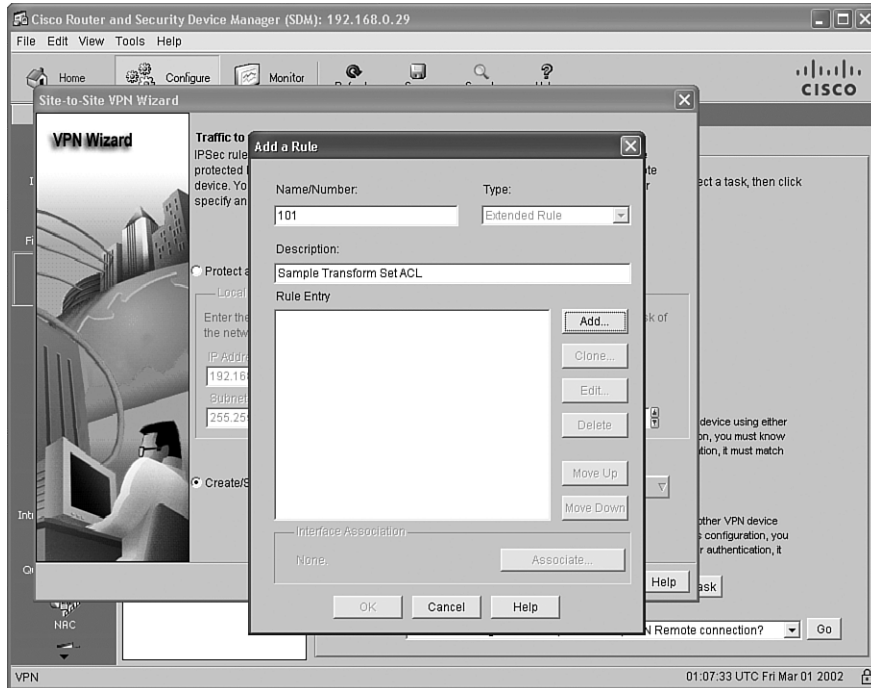 Cisco Router and Security Device Manager (SDM): 192.168.0.29
File Edit View Tools Help
Home Configure Monitor
CISCO
Site-to-Site VPN Wizard
VPN Wizard
Traffic to
IPSec rule
protected
device. Yo
specify an
Protect a
Local
Enter the
the netw
IP Addre
192.168
Subnet
255.255
Create/S
Add a Rule
Name/Number:
Type:
101
Extended Rule
Description:
Sample Transform Set ACL
Rule Entry
Add...
Clone...
Edit...
Delete
Move Up
Move Down
Interface Association
None.
Associate...
OK Cancel Help
sk of
Help
ect a task, then click
device using either
on, you must know
ation, it must match
other VPN device
s configuration, you
r authentication, it
ask
N Remote connection? Go
NAC
VPN
01:07:33 UTC Fri Mar 01 2002